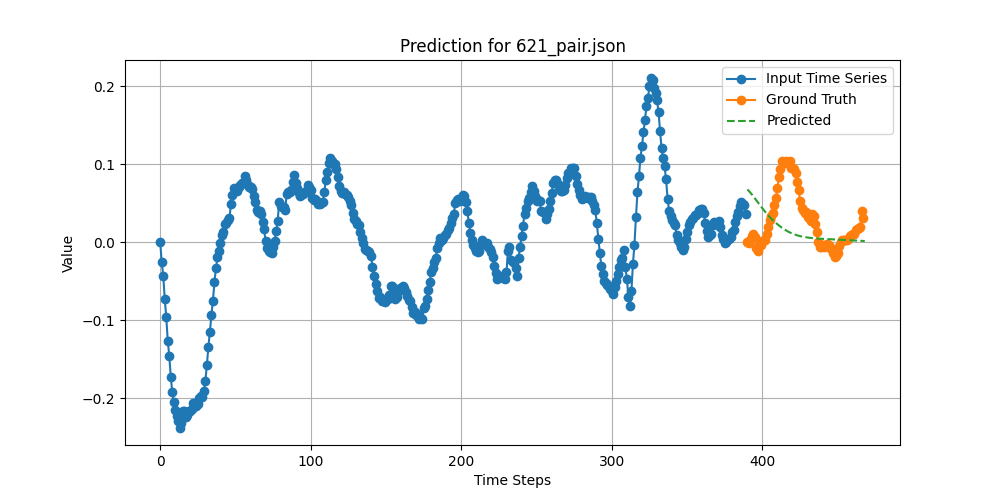 Prediction for 621_pair.json
Input Time Series
Ground Truth
Predicted
0.2
0.1
0.0
−0.1
−0.2
Value
0
100
200
300
400
Time Steps